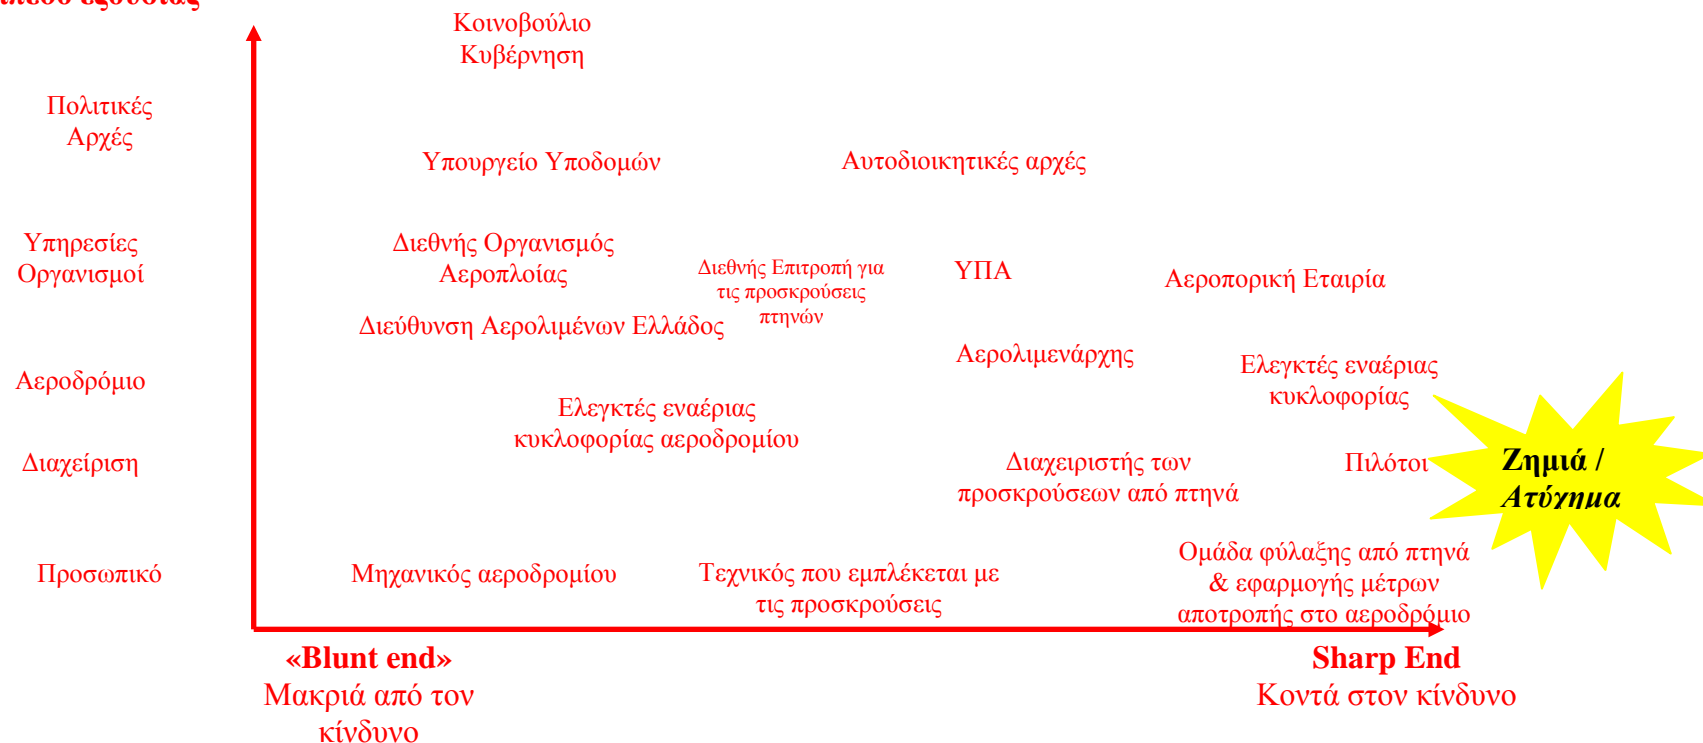 εξουσίας
Κοινοβούλιο
Κυβέρνηση
Πολιτικές
Αρχές
Υπουργείο Υποδομών
Αυτοδιοικητικές αρχές
Υπηρεσίες
Οργανισμοί
Διεθνής Οργανισμός
Αεροπλοΐας
Διεθνής Επιτροπή για
τις προσκρούσεις
πτηνών
ΥΠΑ
Αεροπορική Εταιρία
Διεύθυνση Αερολιμένων Ελλάδος
Αερολιμενάρχης
Ελεγκτές εναέριας
κυκλοφορίας
Αεροδρόμιο
Ελεγκτές εναέριας
κυκλοφορίας αεροδρομίου
Διαχείριση
Διαχειριστής των
προσκρούσεων από πτηνά
Πιλότοι
Ζημιά /
Ατύχημα
Προσωπικό
Μηχανικός αεροδρομίου
Τεχνικός που εμπλέκεται με
τις προσκρούσεις
Ομάδα φύλαξης από πτηνά
& εφαρμογής μέτρων
αποτροπής στο αεροδρόμιο
«Blunt end»
Μακριά από τον
κίνδυνο
Sharp End
Κοντά στον κίνδυνο